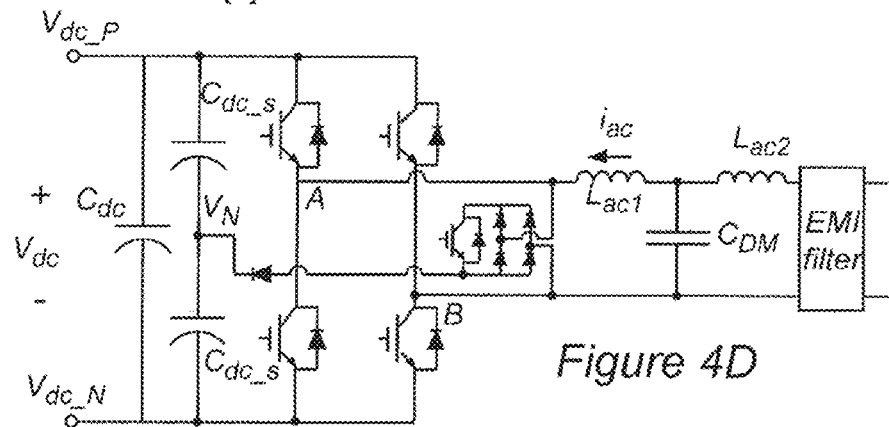 V_dc_P
C_dc_s
i_ac
L_ac2
A
L_ac1
+
C_dc
V_N
EMI
filter
V_dc
C_DM
-
B
C_dc_s
Figure 4D
V_dc_N